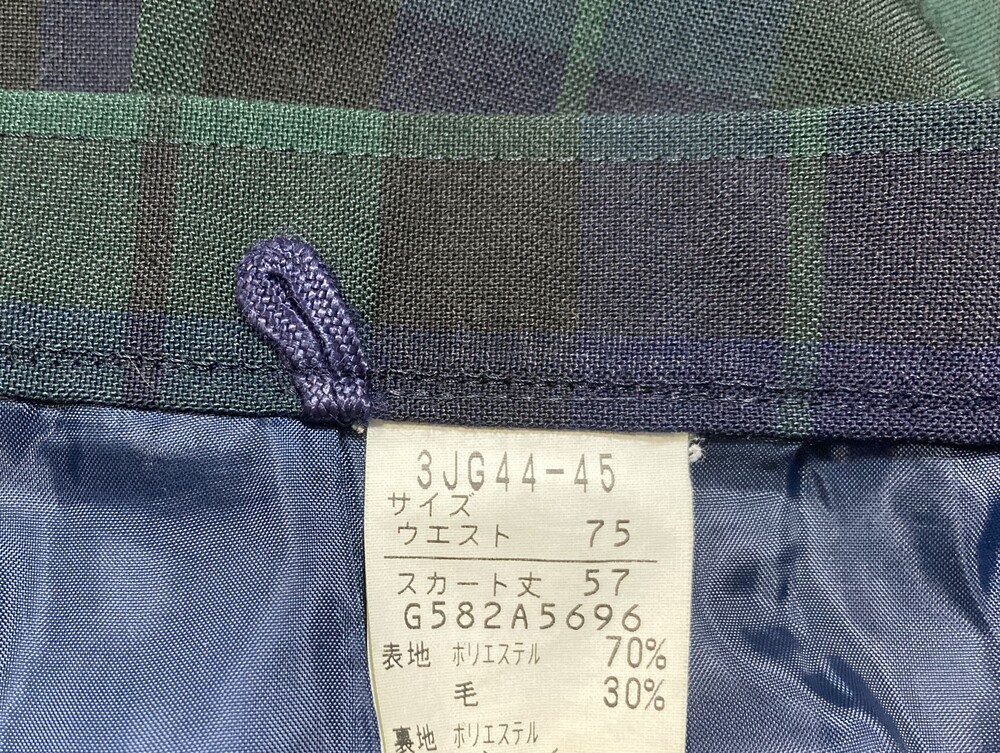 3JG44-45
サイズ
ウエスト 75
スカート丈 57
G582A5696
表地 ポリエステル 70%
毛 30%
裏地 ポリエステル